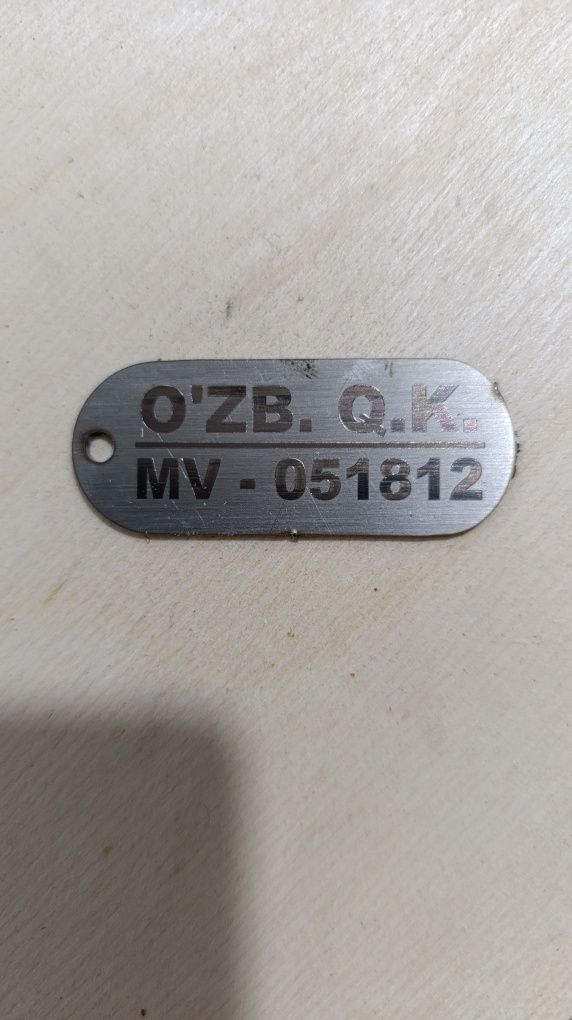 O'ZB. Q.K.
MV - 051812